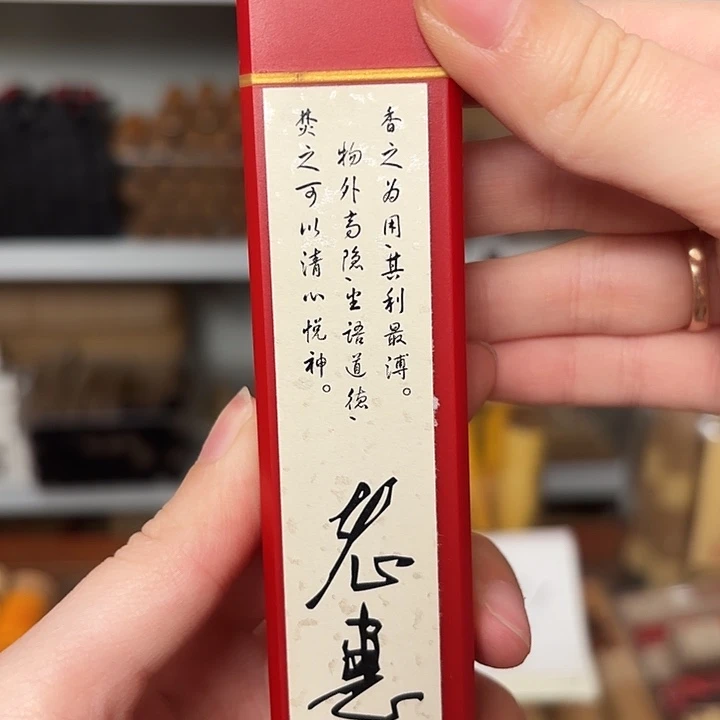 香之为用、其利最溥。
物外高隐、坐语道德、
焚之可以清心悦神。
惠